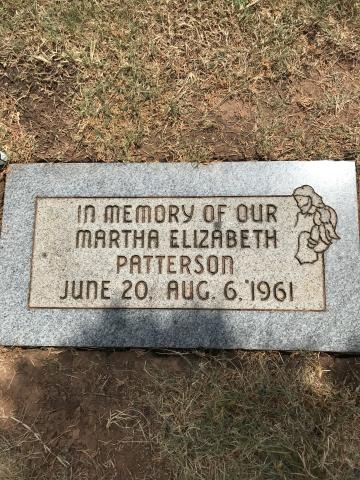 IN MEMORY OF OUR
MARTHA ELIZABETH
PATTERSON
JUNE 20, AUG. 6, 1961